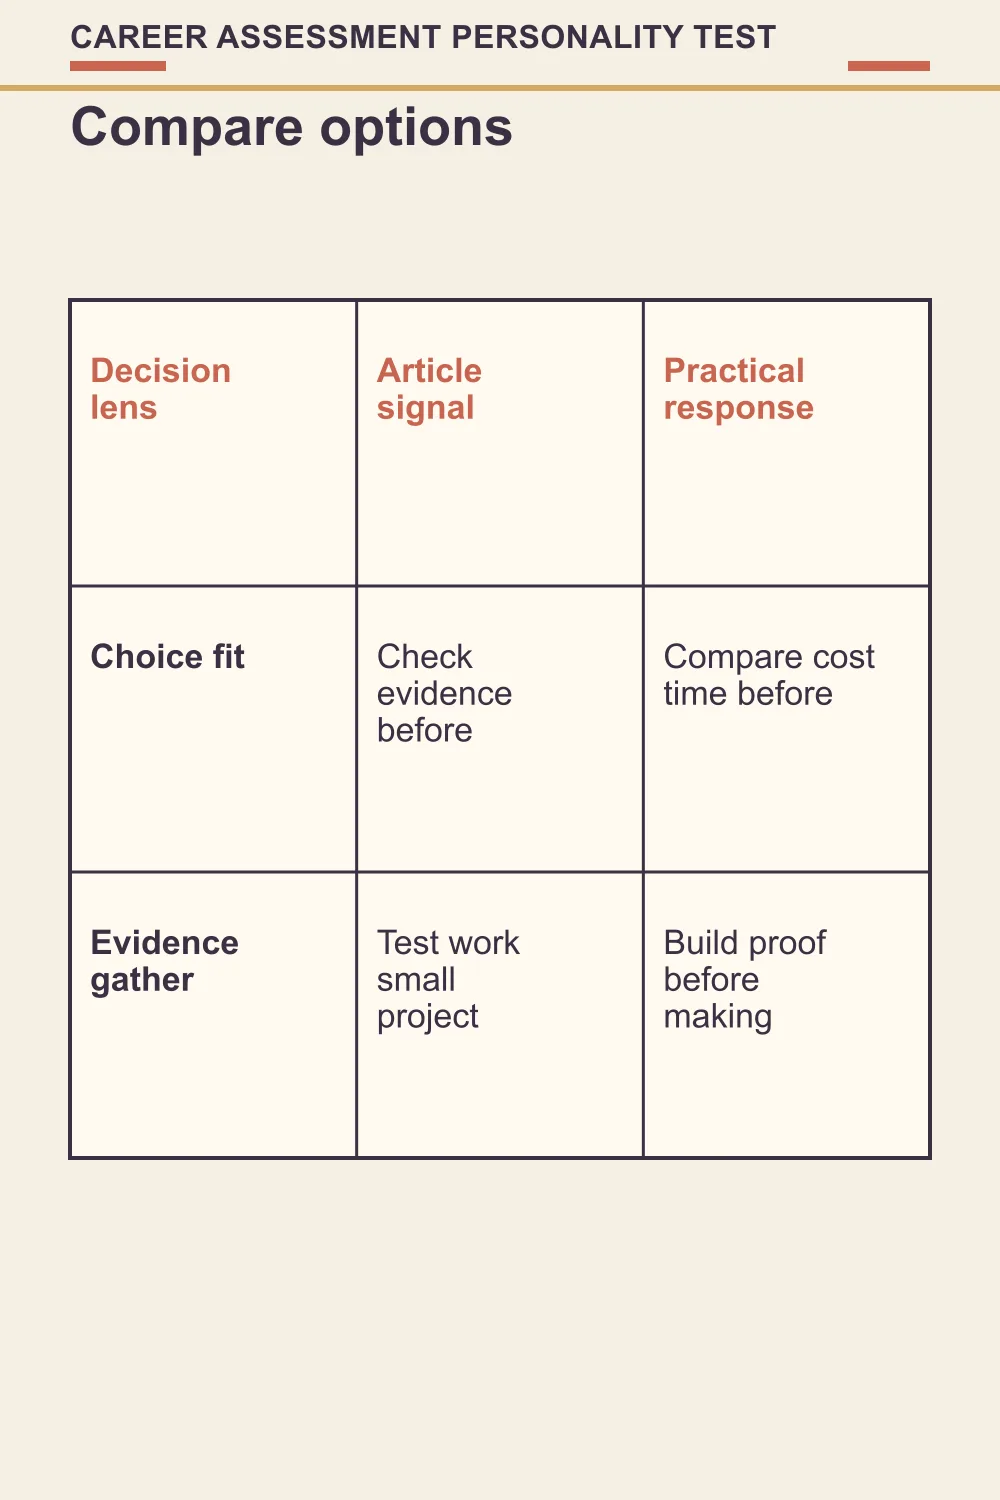 CAREER ASSESSMENT PERSONALITY TEST
Compare options
Decision
lens
Article
signal
Practical
response
Choice fit
Check
evidence
before
Compare cost
time before
Evidence
gather
Test work
small
project
Build proof
before
making